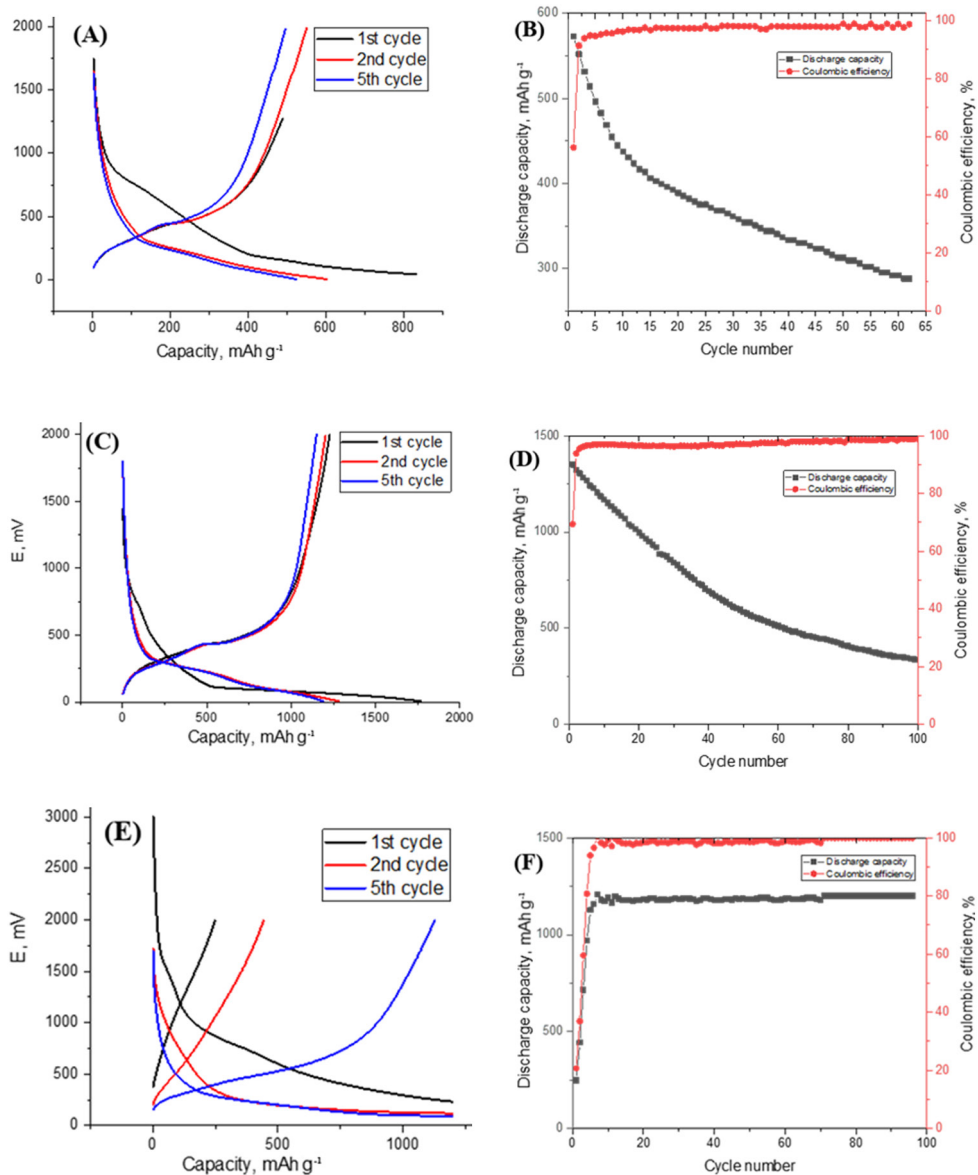 (A)
1st cycle
2nd cycle
5th cycle
2000
1500
1000
500
0
0 200 400 600 800
Capacity, mAh g⁻¹
(B)
Discharge capacity
Coulombic efficiency
Discharge capacity, mAh g⁻¹
600
500
400
300
100
80
60
40
20
0
Coulombic efficiency, %
0 5 10 15 20 25 30 35 40 45 50 55 60 65
Cycle number
(C)
1st cycle
2nd cycle
5th cycle
E, mV
2000
1500
1000
500
0
0 500 1000 1500 2000
Capacity, mAh g⁻¹
(D)
Discharge capacity
Coulombic efficiency
Discharge capacity, mAh g⁻¹
1500
1000
500
0
100
80
60
40
20
0
Coulombic efficiency, %
0 20 40 60 80 100
Cycle number
(E)
1st cycle
2nd cycle
5th cycle
E, mV
3000
2500
2000
1500
1000
500
0
0 500 1000
Capacity, mAh g⁻¹
(F)
Discharge capacity
Coulombic efficiency
Discharge capacity, mAh g⁻¹
1500
1000
500
0
100
80
60
40
20
0
Coulombic efficiency, %
0 20 40 60 80 100
Cycle number